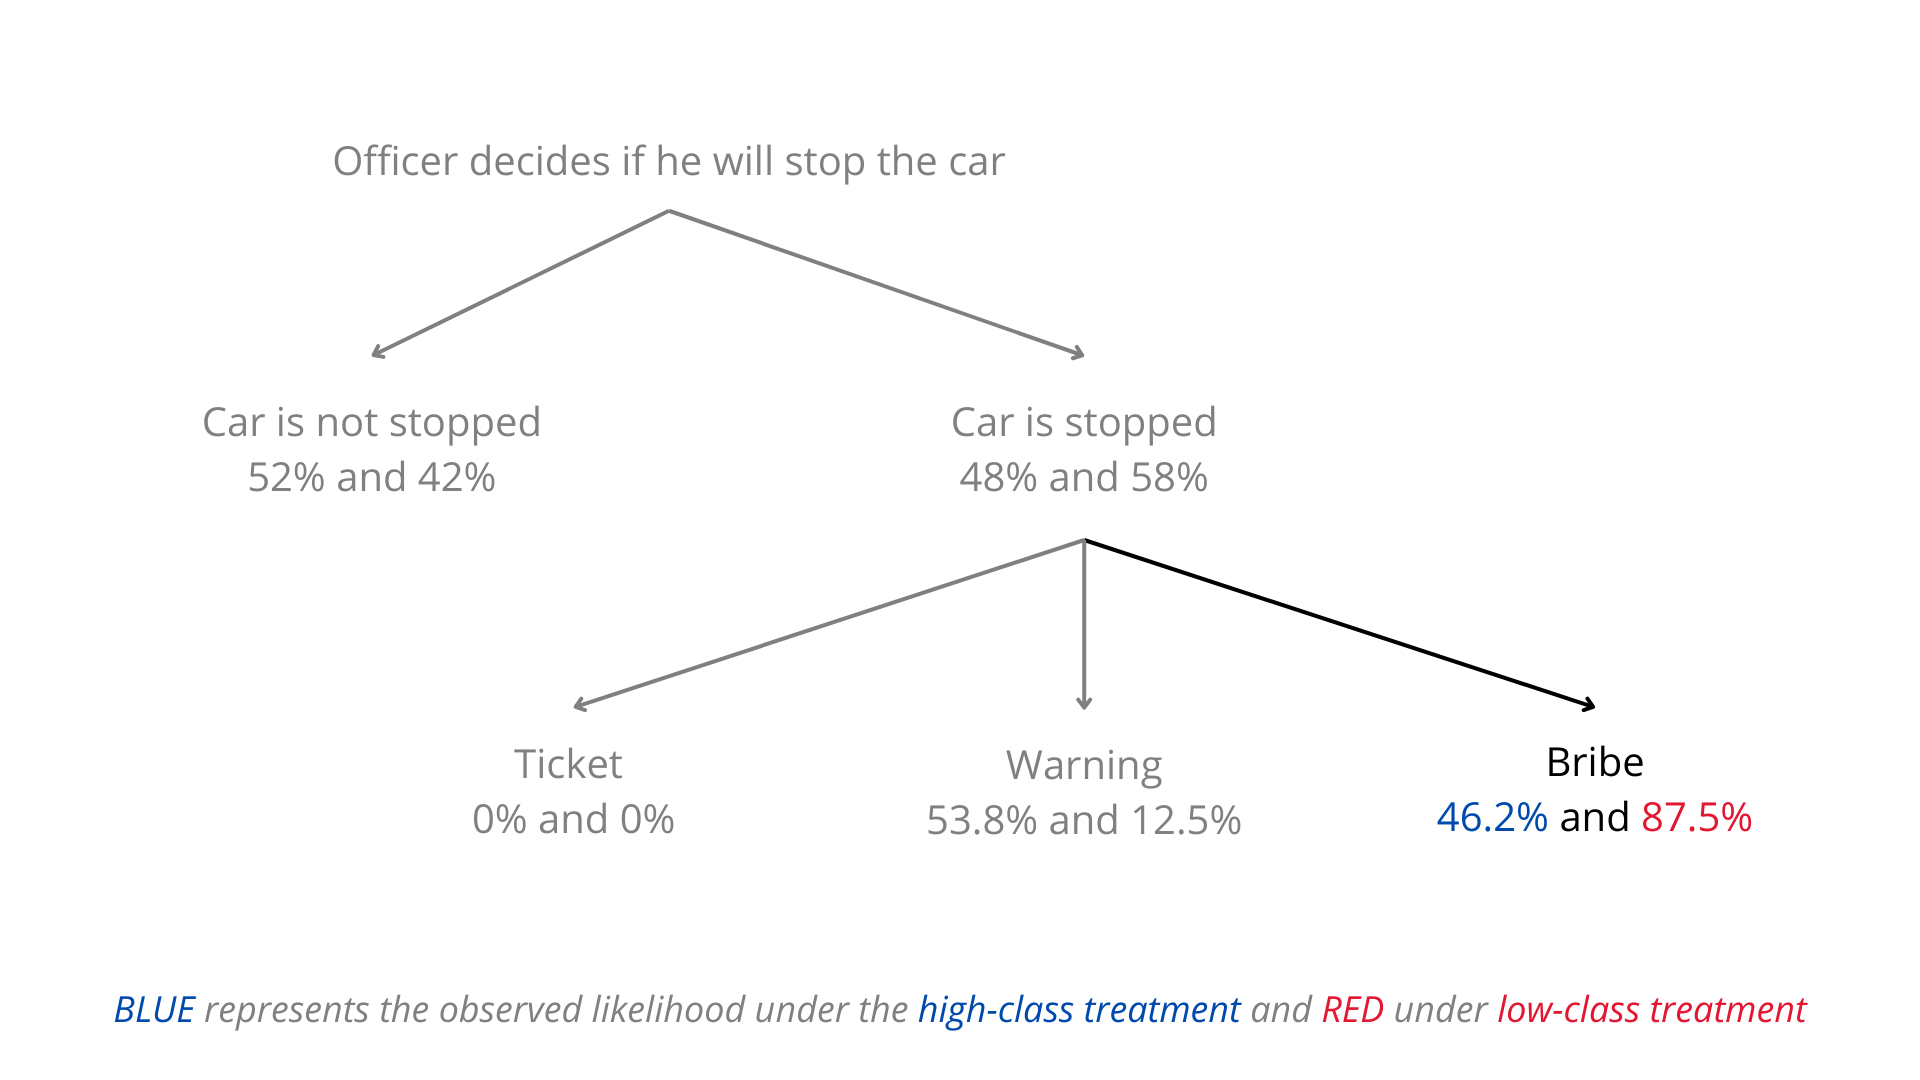 Officer decides if he will stop the car
Car is not stopped
52% and 42%
Car is stopped
48% and 58%
Ticket
0% and 0%
Warning
53.8% and 12.5%
Bribe
46.2% and 87.5%
BLUE represents the observed likelihood under the high-class treatment and RED under low-class treatment